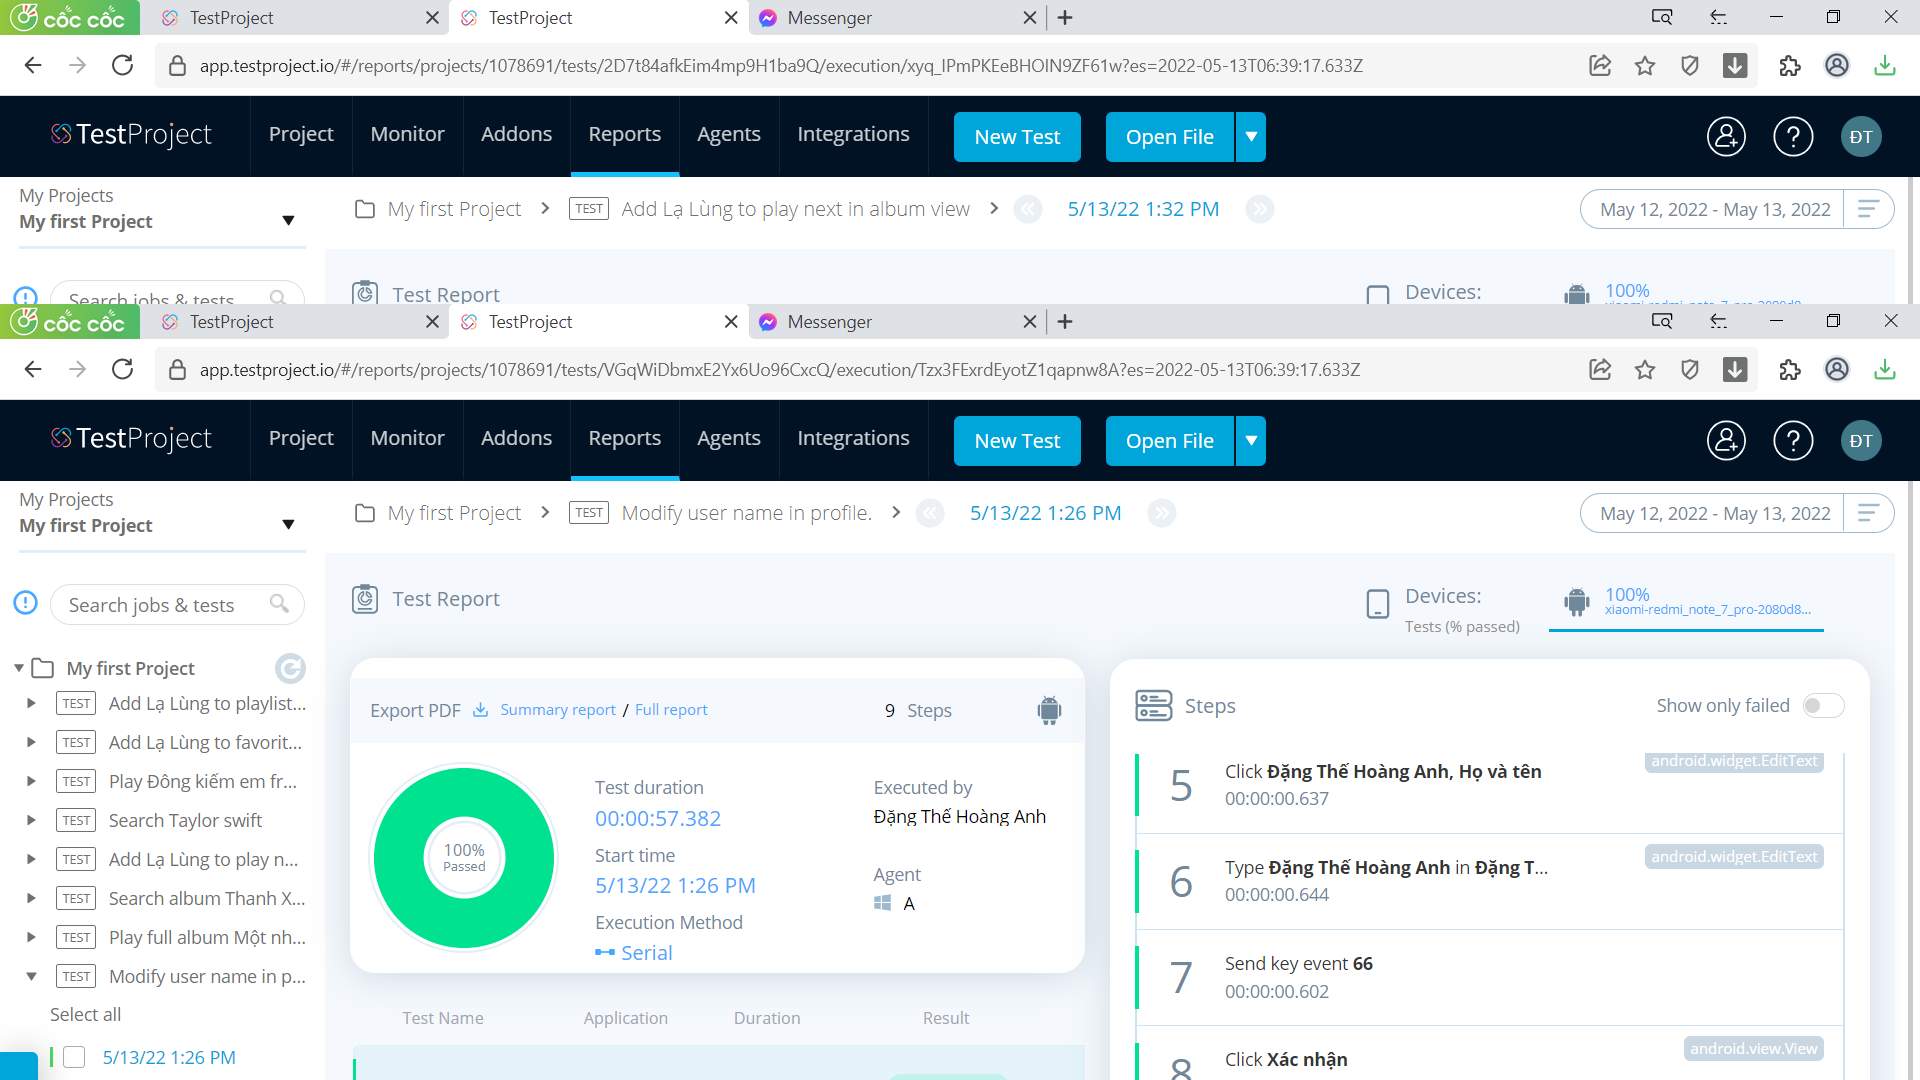 cốc cốc TestProject TestProject Messenger
app.testproject.io/#/reports/projects/1078691/tests/2D7t84afkEim4mp9H1ba9Q/execution/xyq_IPmPKEeBHOIN9ZF61w?es=2022-05-13T06:39:17.633Z
TestProject Project Monitor Addons Reports Agents Integrations New Test Open File ĐT
My Projects
My first Project
My first Project TEST Add Lạ Lùng to play next in album view 5/13/22 1:32 PM May 12, 2022 - May 13, 2022
Search jobs & tests Test Report Devices: 100%
cốc cốc TestProject TestProject Messenger
app.testproject.io/#/reports/projects/1078691/tests/VGqWiDbmxE2Yx6Uo96CxcQ/execution/Tzx3FExrdEyotZ1qapnw8A?es=2022-05-13T06:39:17.633Z
TestProject Project Monitor Addons Reports Agents Integrations New Test Open File ĐT
My Projects
My first Project
My first Project TEST Modify user name in profile. 5/13/22 1:26 PM May 12, 2022 - May 13, 2022
Search jobs & tests
My first Project
TEST Add Lạ Lùng to playlist...
TEST Add Lạ Lùng to favorit...
TEST Play Đông kiếm em fr...
TEST Search Taylor swift
TEST Add Lạ Lùng to play n...
TEST Search album Thanh X...
TEST Play full album Một nh...
TEST Modify user name in p...
Select all
5/13/22 1:26 PM
Test Report
Devices:
Tests (% passed)
100%
xiaomi-redmi_note_7_pro-2080d8...
Export PDF Summary report / Full report 9 Steps
100%
Passed
Test duration
00:00:57.382
Start time
5/13/22 1:26 PM
Execution Method
Serial
Executed by
Đặng Thế Hoàng Anh
Agent
A
Test Name Application Duration Result
Steps Show only failed
5 Click Đặng Thế Hoàng Anh, Họ và tên android.widget.EditText
00:00:00.637
6 Type Đặng Thế Hoàng Anh in Đặng T... android.widget.EditText
00:00:00.644
7 Send key event 66
00:00:00.602
8 Click Xác nhận android.view.View